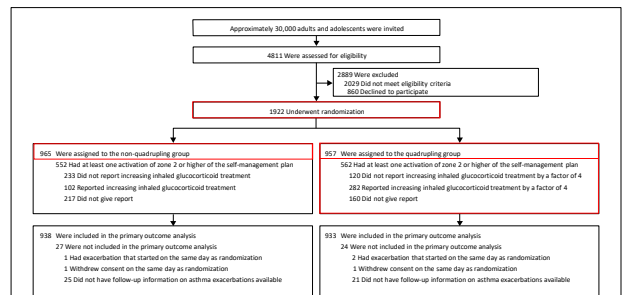 Approximately 30,000 adults and adolescents were invited
4811 Were assessed for eligibility
2889 Were excluded
2029 Did not meet eligibility criteria
860 Declined to participate
1922 Underwent randomization
965 Were assigned to the non-quadrupling group
552 Had at least one activation of zone 2 or higher of the self-management plan
233 Did not report increasing inhaled glucocorticoid treatment
102 Reported increasing inhaled glucocorticoid treatment
217 Did not give report
957 Were assigned to the quadrupling group
562 Had at least one activation of zone 2 or higher of the self-management plan
120 Did not report increasing inhaled glucocorticoid treatment by a factor of 4
282 Reported increasing inhaled glucocorticoid treatment by a factor of 4
160 Did not give report
938 Were included in the primary outcome analysis
27 Were not included in the primary outcome analysis
1 Had exacerbation that started on the same day as randomization
1 Withdrew consent on the same day as randomization
25 Did not have follow-up information on asthma exacerbations available
933 Were included in the primary outcome analysis
24 Were not included in the primary outcome analysis
2 Had exacerbation that started on the same day as randomization
1 Withdrew consent on the same day as randomization
21 Did not have follow-up information on asthma exacerbations available